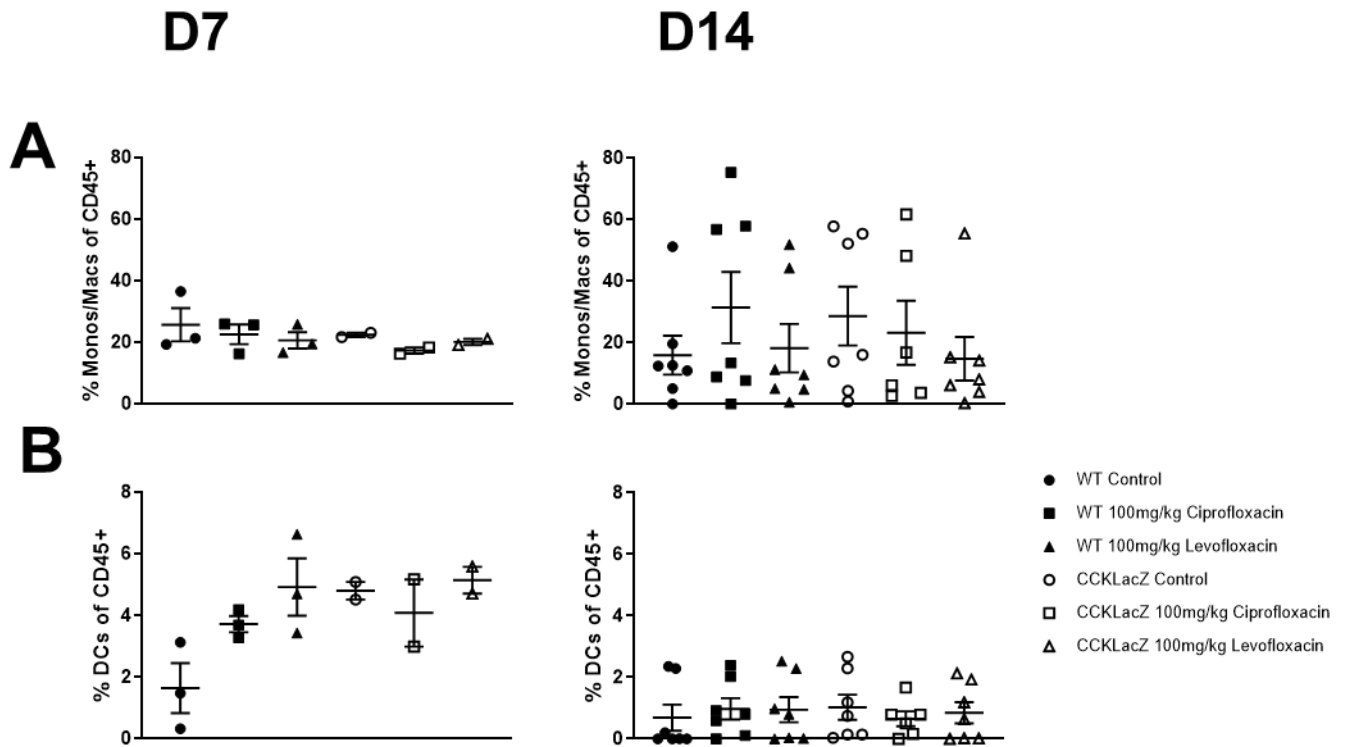 D7 D14
A
% Monos/Macs of CD45+
80
60
40
20
0
% Monos/Macs of CD45+
80
60
40
20
0
B
% DCs of CD45+
8
6
4
2
0
% DCs of CD45+
8
6
4
2
0
WT Control
WT 100mg/kg Ciprofloxacin
WT 100mg/kg Levofloxacin
CCKLacZ Control
CCKLacZ 100mg/kg Ciprofloxacin
CCKLacZ 100mg/kg Levofloxacin